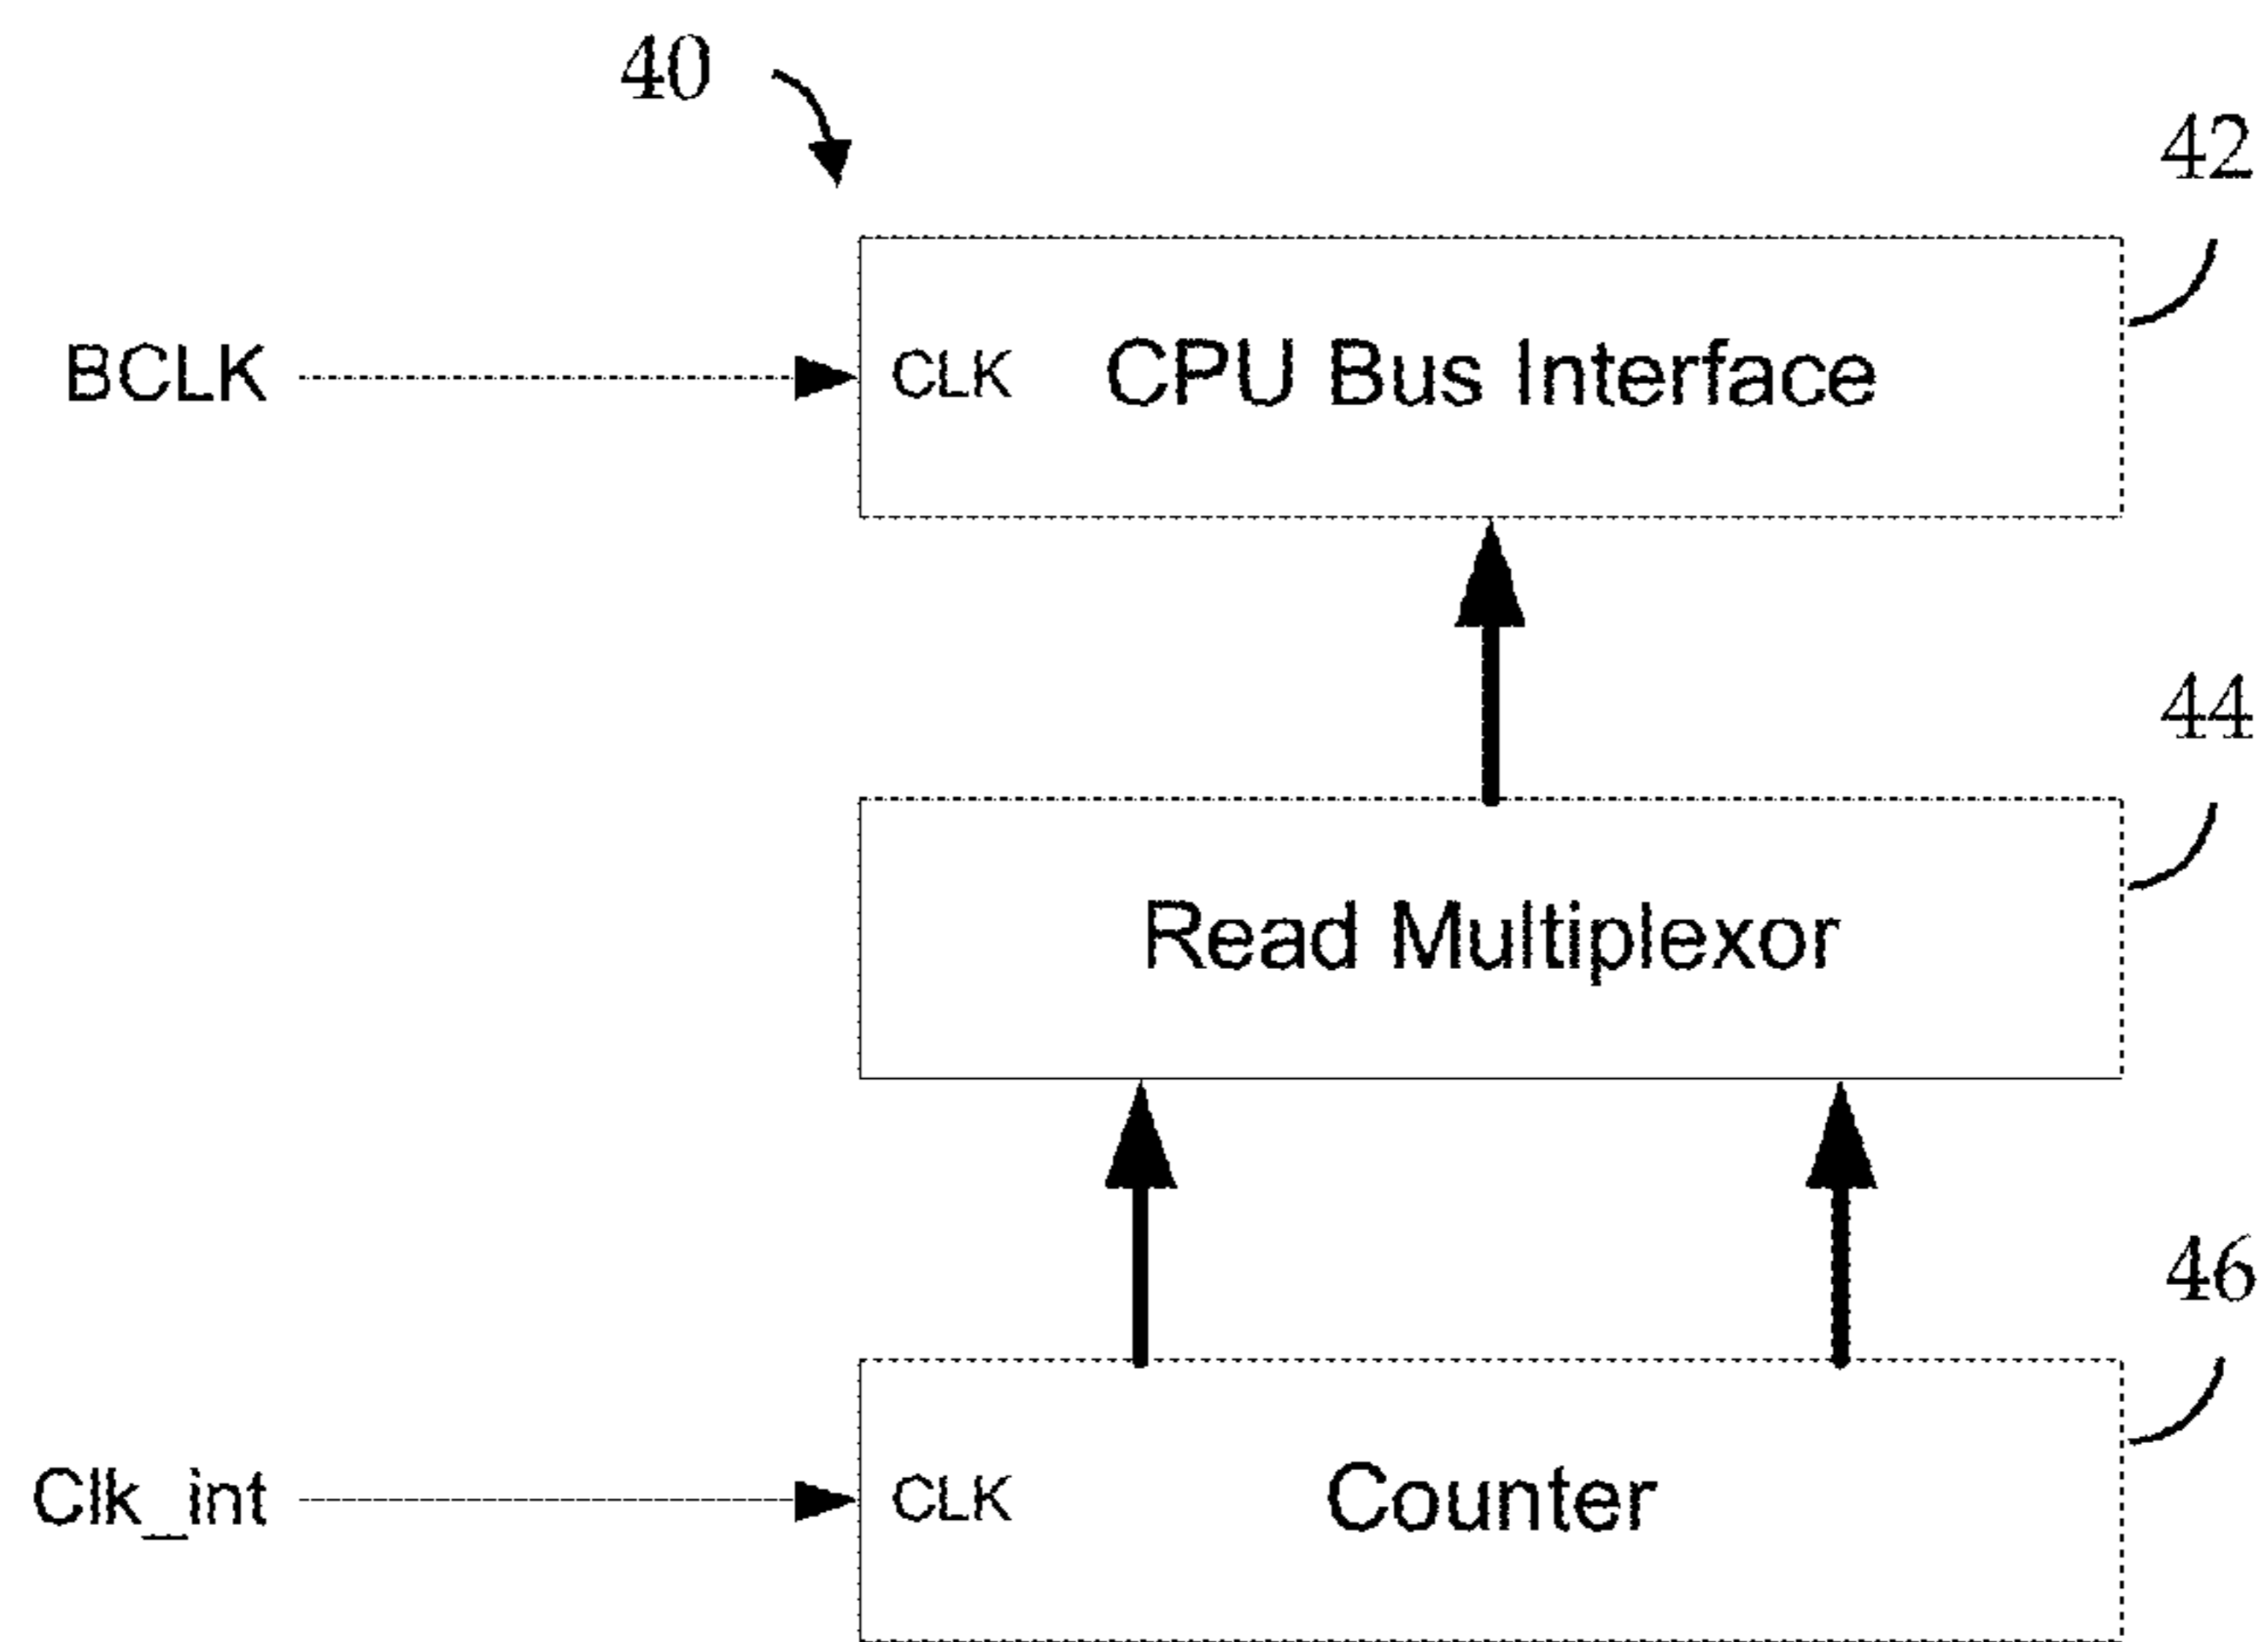 40
42
BCLK
CLK
CPU Bus Interface
44
Read Multiplexor
46
Clk_int
CLK
Counter